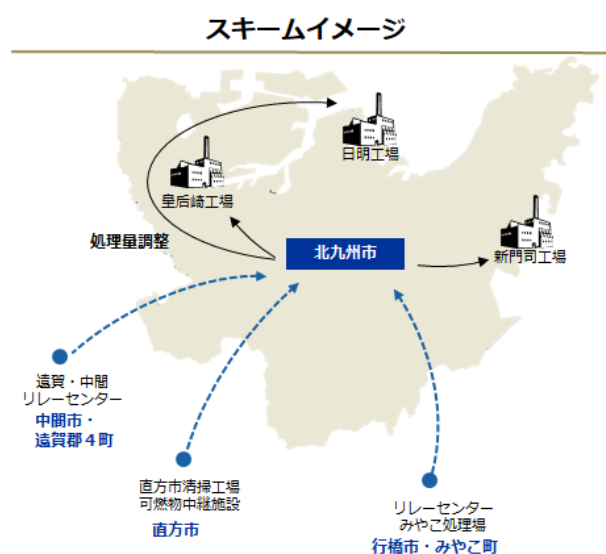 スキームイメージ
日明工場
皇后崎工場
処理量調整
北九州市
新門司工場
遠賀・中間
リレーセンター
中間市・
遠賀郡４町
直方市清掃工場
可燃物中継施設
直方市
リレーセンター
みやこ処理場
行橋市・みやこ町